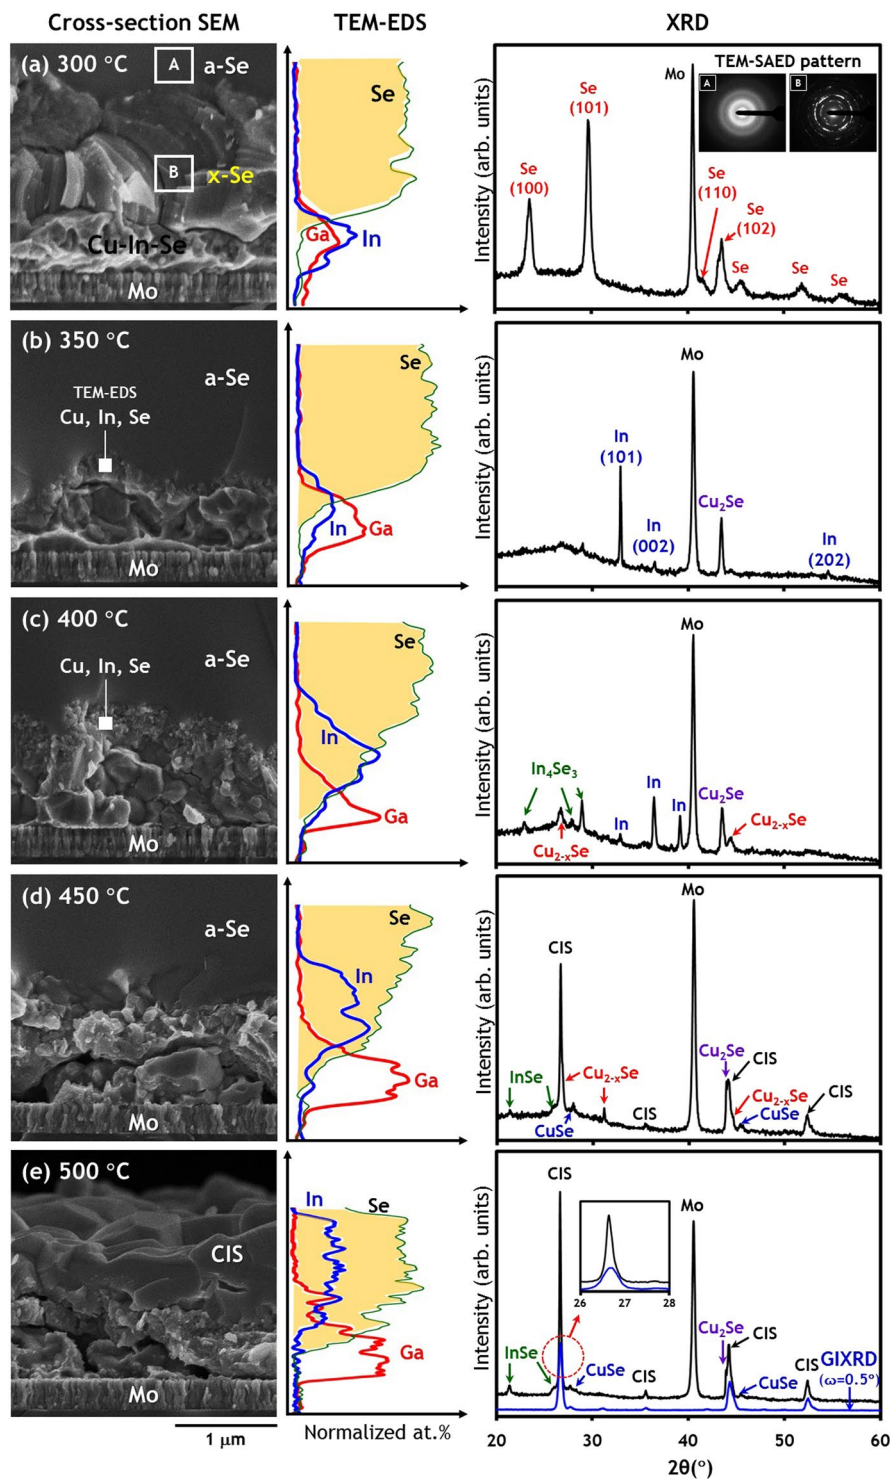 Cross-section SEM
TEM-EDS
XRD
(a) 300 °C
A
a-Se
B
x-Se
Cu-In-Se
Mo
Se
Ga
In
Intensity (arb. units)
Se
(100)
Se
(101)
Mo
TEM-SAED pattern
A
B
Se
(110)
Se
(102)
Se
Se
Se
(b) 350 °C
a-Se
TEM-EDS
Cu, In, Se
Mo
Se
In
Ga
Intensity (arb. units)
In
(101)
In
(002)
Mo
Cu₂Se
In
(202)
(c) 400 °C
Cu, In, Se
a-Se
Mo
Se
In
Ga
Intensity (arb. units)
In₄Se₃
Cu₂₋ₓSe
In
In
In
Mo
Cu₂Se
Cu₂₋ₓSe
(d) 450 °C
a-Se
Mo
Se
In
Ga
Intensity (arb. units)
InSe
CIS
Cu₂₋ₓSe
CuSe
CIS
Mo
Cu₂Se
CIS
Cu₂₋ₓSe
CuSe
CIS
(e) 500 °C
CIS
Mo
1 μm
In
Se
Ga
Normalized at.%
Intensity (arb. units)
CIS
26 27 28
InSe
CuSe
CIS
Mo
Cu₂Se
CIS
CuSe
CIS
GIXRD
(ω=0.5°)
20 30 40 50 60
2θ(°)